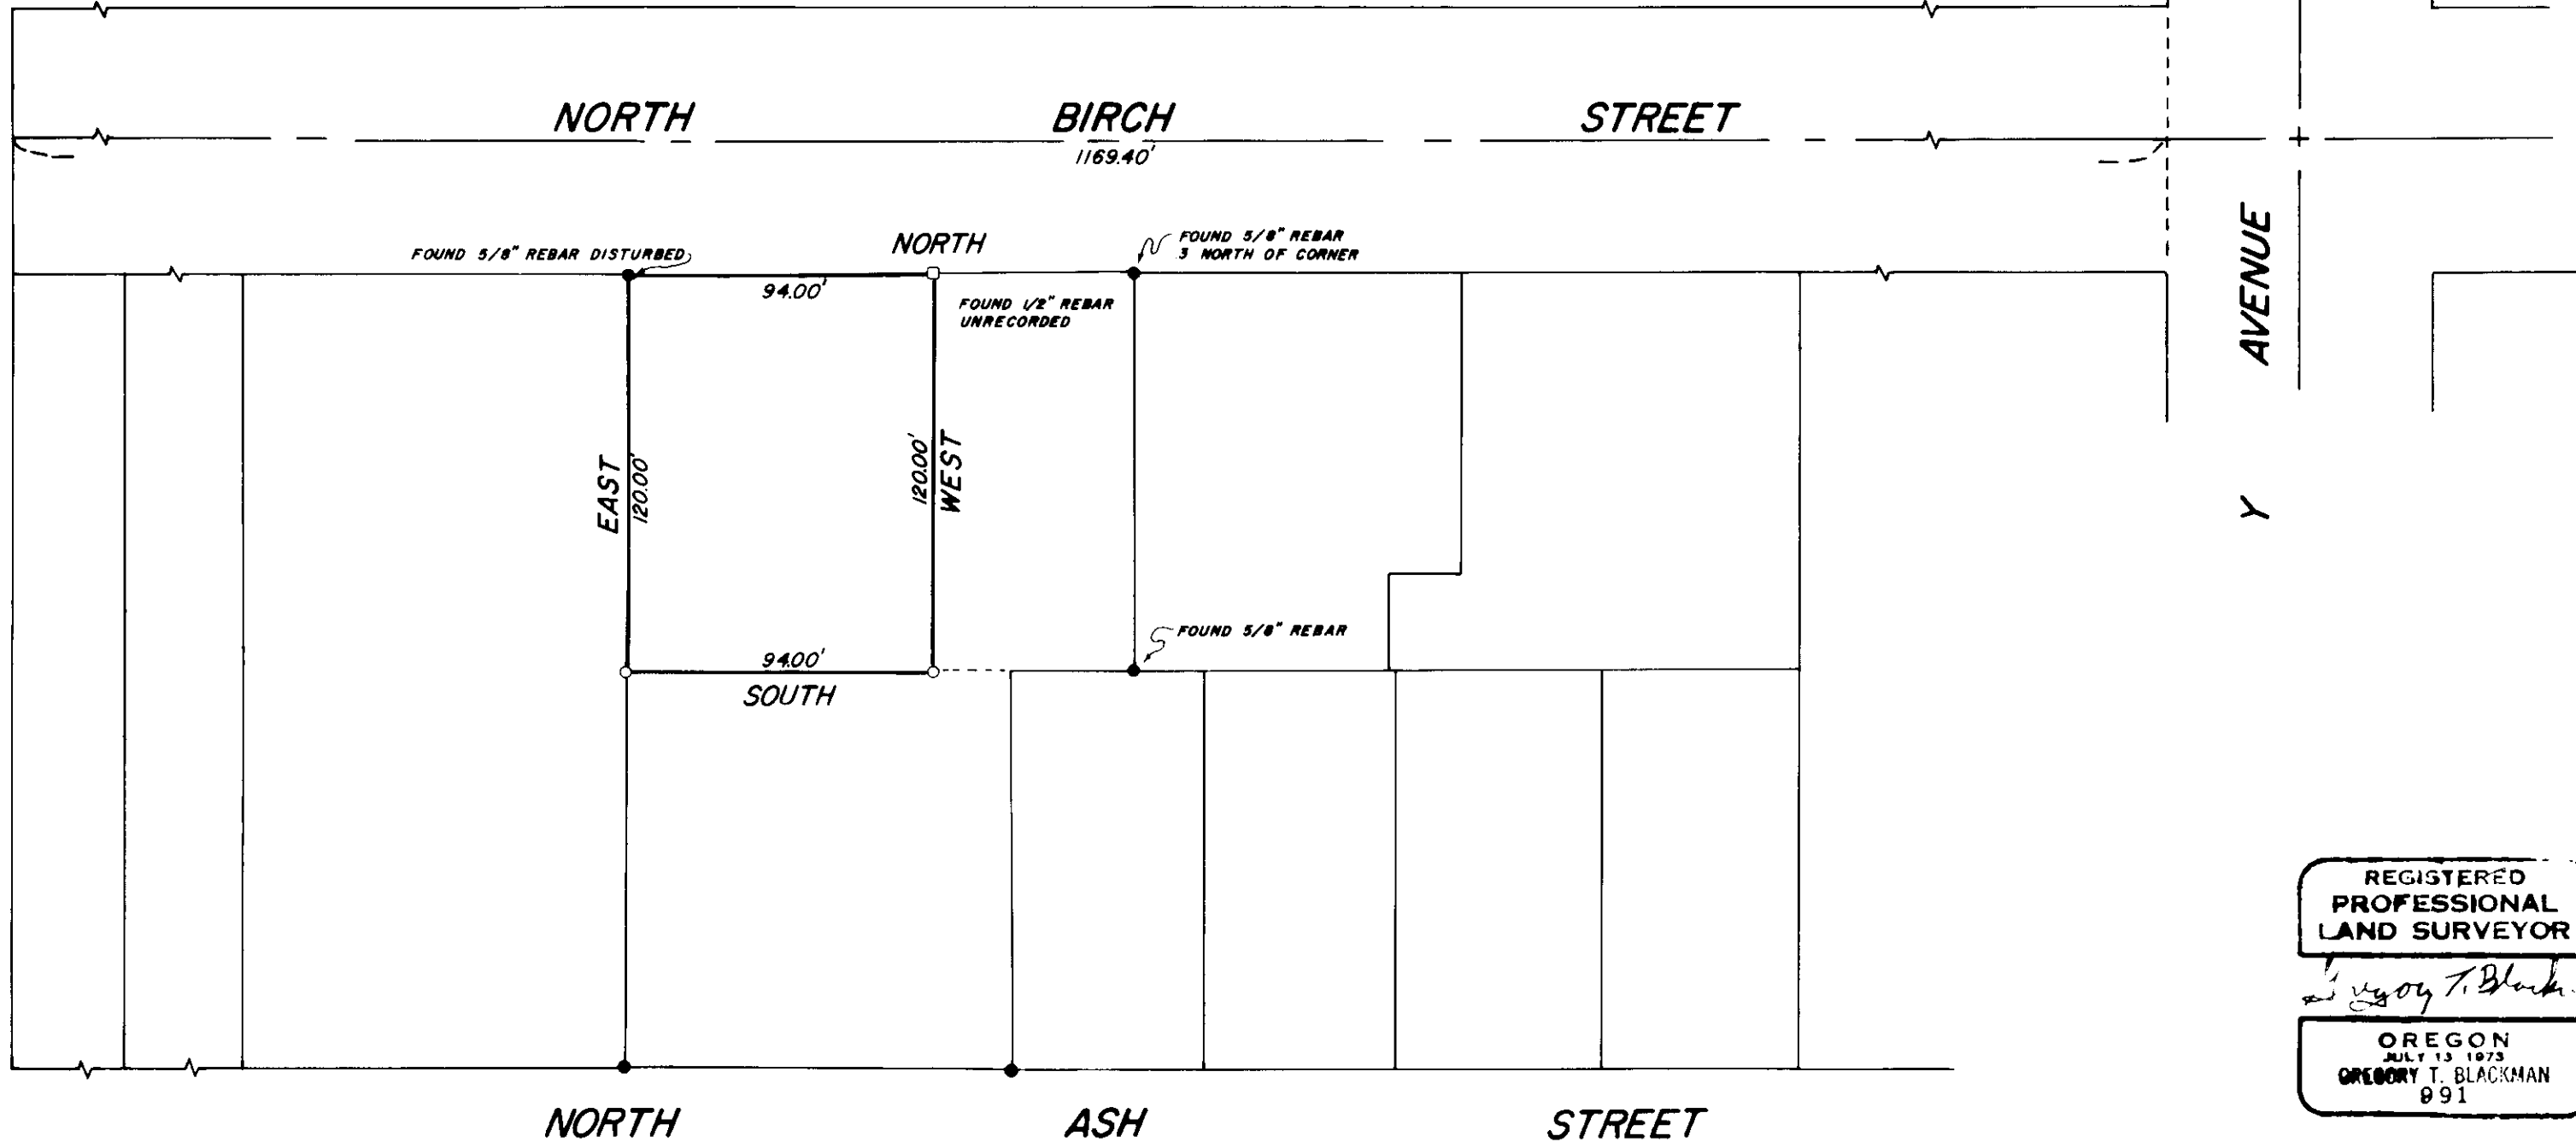 NORTH BIRCH STREET
1169.40'
FOUND 5/8" REBAR DISTURBED
NORTH
FOUND 5/8" REBAR
3 NORTH OF CORNER
94.00'
FOUND 1/2" REBAR
UNRECORDED
EAST
120.00'
120.00'
WEST
FOUND 5/8" REBAR
94.00'
SOUTH
Y AVENUE
NORTH ASH STREET
REGISTERED
PROFESSIONAL
LAND SURVEYOR
T. Black
OREGON
JULY 13 1973
GREGORY T. BLACKMAN
991